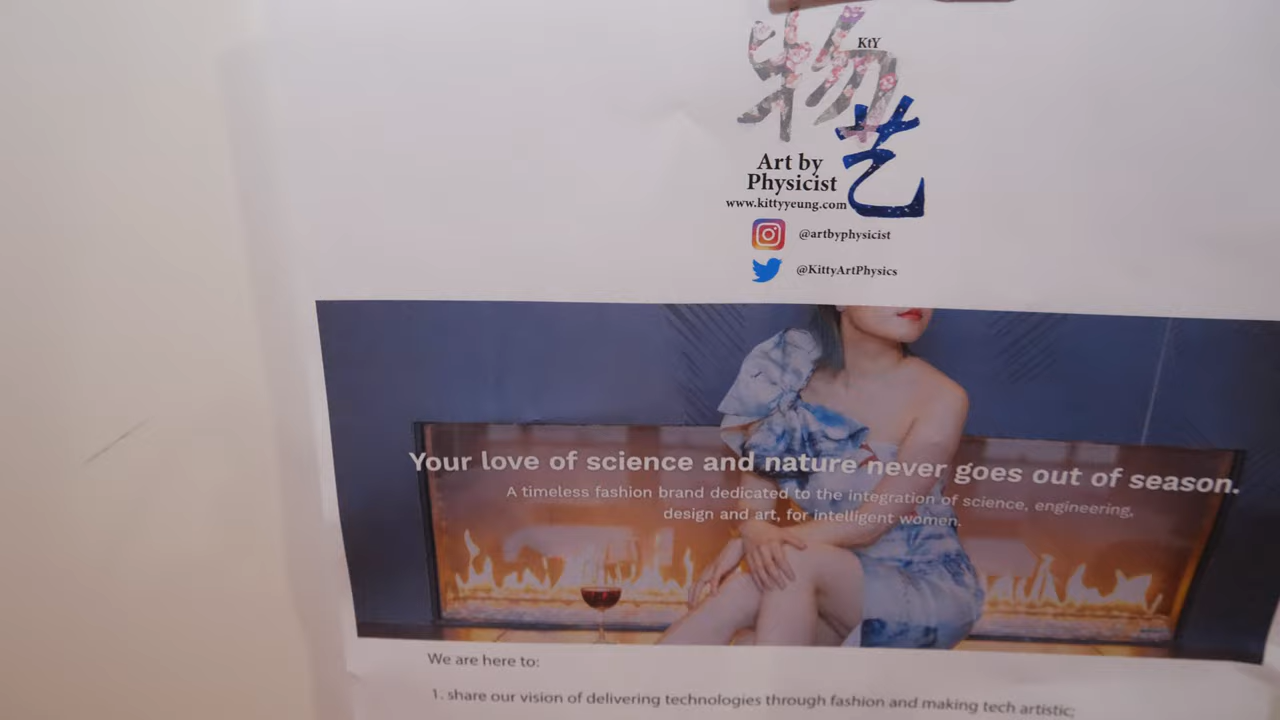 物
KtY
艺
Art by
Physicist
www.kittyyeung.com
@artbyphysicist
@KittyArtPhysics
Your love of science and nature never goes out of season.
A timeless fashion brand dedicated to the integration of science, engineering,
design and art, for intelligent women.
We are here to:
1. share our vision of delivering technologies through fashion and making tech artistic;